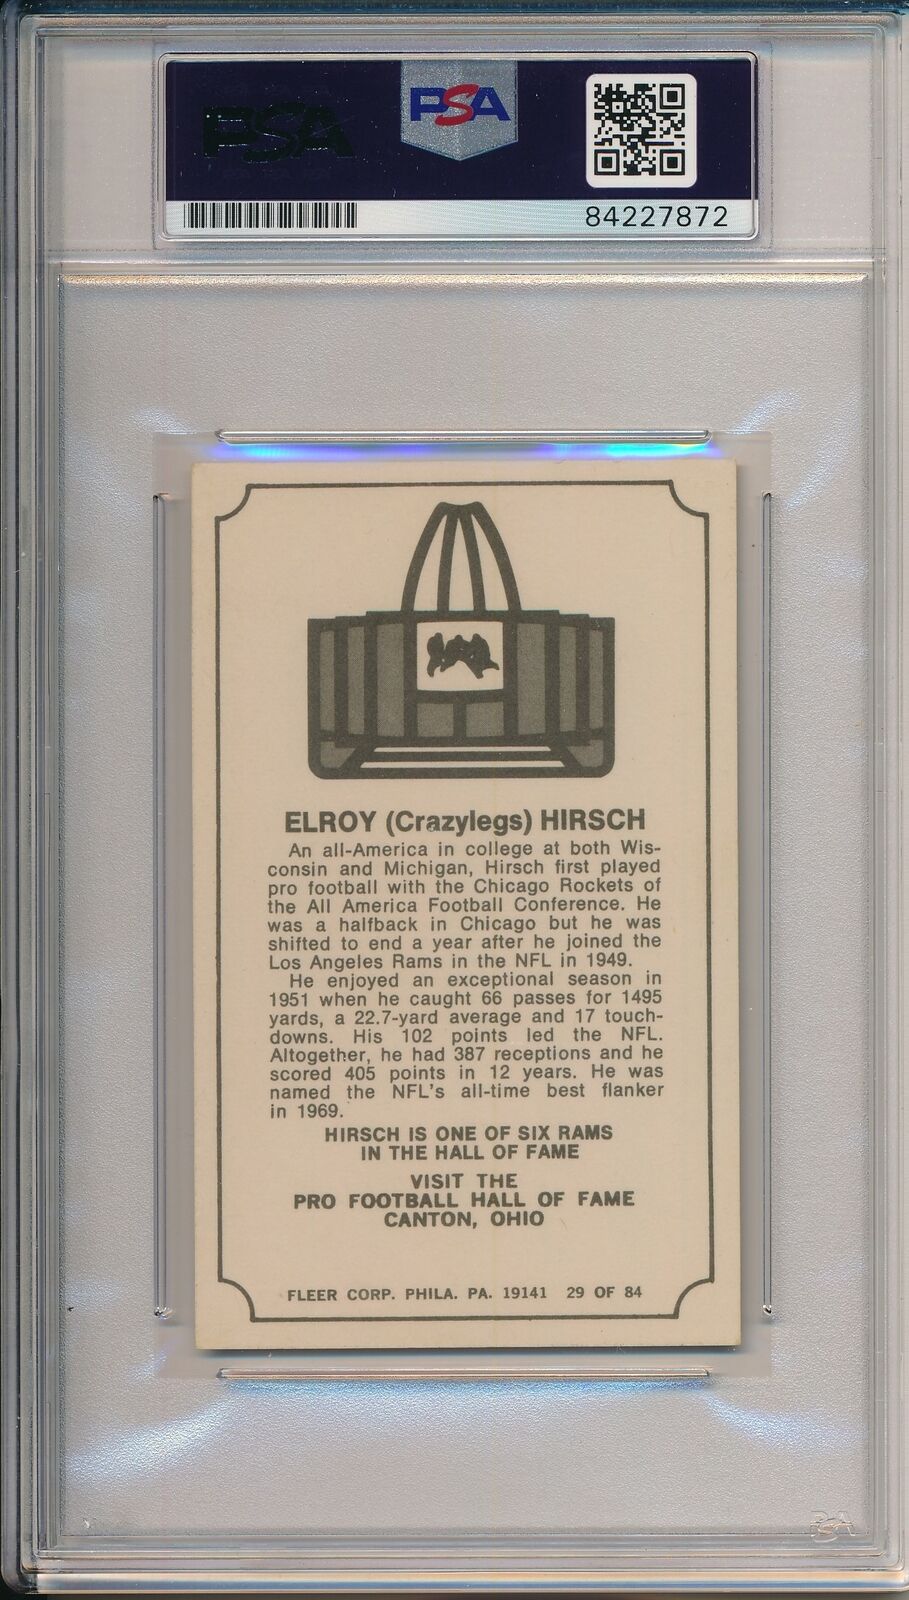 PSA
PSA
84227872
ELROY (Crazylegs) HIRSCH
An all-America in college at both Wis-
consin and Michigan, Hirsch first played
pro football with the Chicago Rockets of
the All America Football Conference. He
was a halfback in Chicago but he was
shifted to end a year after he joined the
Los Angeles Rams in the NFL in 1949.
He enjoyed an exceptional season in
1951 when he caught 66 passes for 1495
yards, a 22.7-yard average and 17 touch-
downs. His 102 points led the NFL.
Altogether, he had 387 receptions and he
scored 405 points in 12 years. He was
named the NFL's all-time best flanker
in 1969.
HIRSCH IS ONE OF SIX RAMS
IN THE HALL OF FAME
VISIT THE
PRO FOOTBALL HALL OF FAME
CANTON, OHIO
FLEER CORP. PHILA. PA. 19141 29 OF 84
PSA